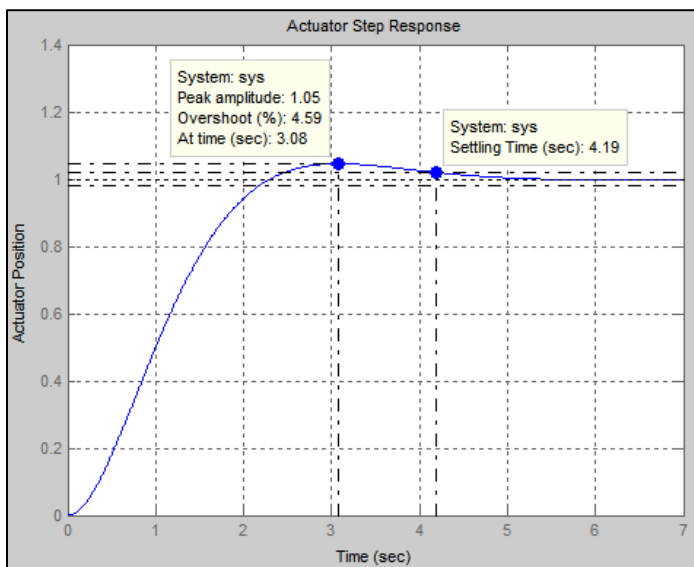 Actuator Step Response
1.4
1.2
1
0.8
0.6
0.4
0.2
0
Actuator Position
System: sys
Peak amplitude: 1.05
Overshoot (%): 4.59
At time (sec): 3.08
System: sys
Settling Time (sec): 4.19
0 1 2 3 4 5 6 7
Time (sec)